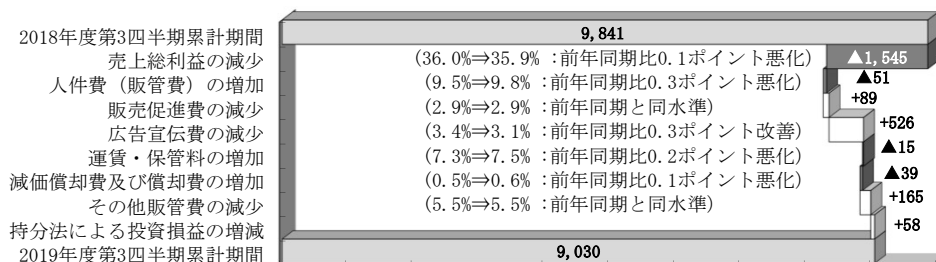 2018年度第3四半期累計期間 9,841
売上総利益の減少 (36.0%⇒35.9% :前年同期比0.1ポイント悪化) ▲1,545
人件費（販管費）の増加 (9.5%⇒9.8% :前年同期比0.3ポイント悪化) ▲51
販売促進費の減少 (2.9%⇒2.9% :前年同期と同水準) +89
広告宣伝費の減少 (3.4%⇒3.1% :前年同期比0.3ポイント改善) +526
運賃・保管料の増加 (7.3%⇒7.5% :前年同期比0.2ポイント悪化) ▲15
減価償却費及び償却費の増加 (0.5%⇒0.6% :前年同期比0.1ポイント悪化) ▲39
その他販管費の減少 (5.5%⇒5.5% :前年同期と同水準) +165
持分法による投資損益の増減 +58
2019年度第3四半期累計期間 9,030